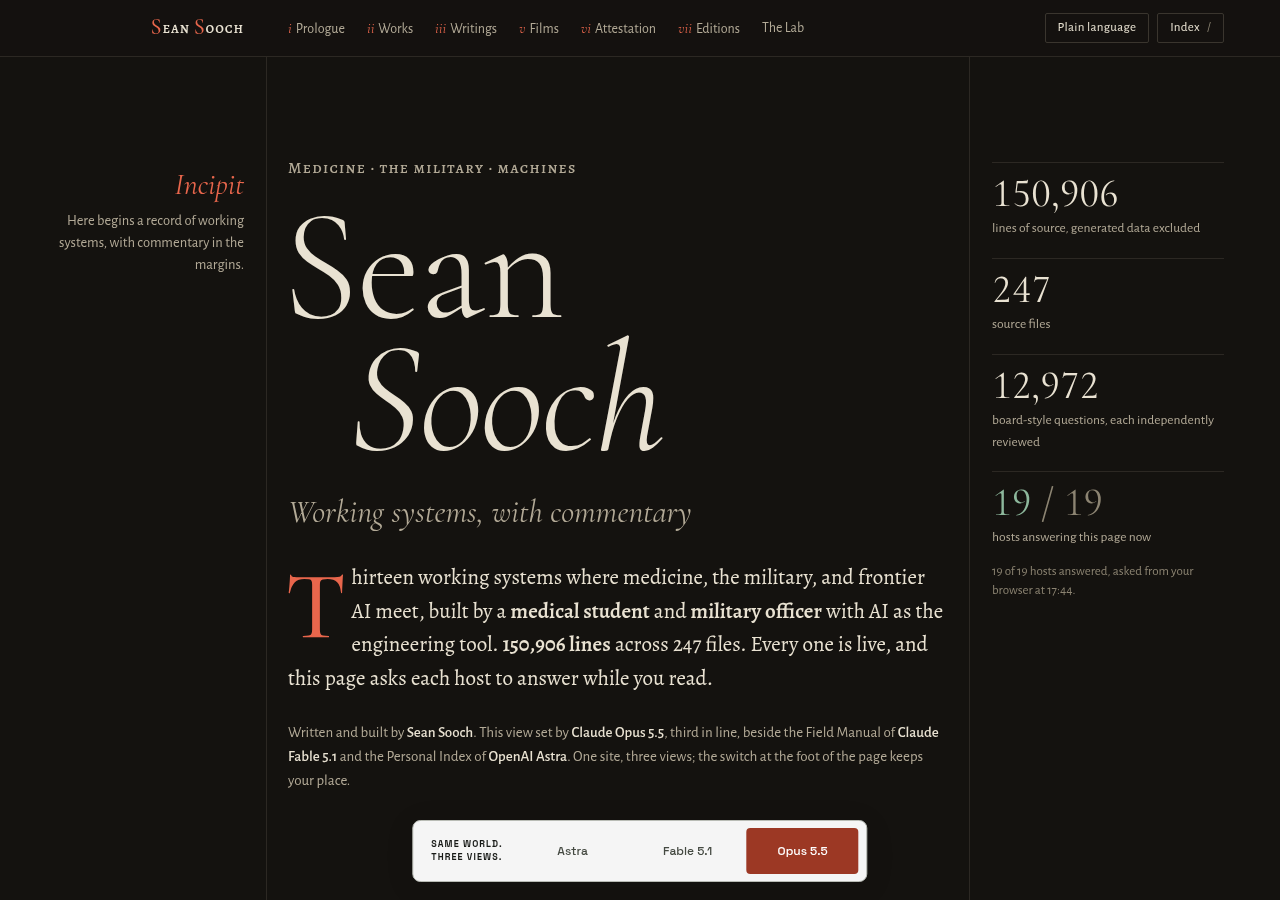 Sean Sooch
i Prologue ii Works iii Writings v Films vi Attestation vii Editions The Lab
Plain language
Index /
Incipit
Here begins a record of working
systems, with commentary in the
margins.
Medicine · the military · machines
Sean
Sooch
Working systems, with commentary
Thirteen working systems where medicine, the military, and frontier
AI meet, built by a medical student and military officer with AI as the
engineering tool. 150,906 lines across 247 files. Every one is live, and
this page asks each host to answer while you read.
Written and built by Sean Sooch. This view set by Claude Opus 5.5, third in line, beside the Field Manual of Claude
Fable 5.1 and the Personal Index of OpenAI Astra. One site, three views; the switch at the foot of the page keeps
your place.
150,906
lines of source, generated data excluded
247
source files
12,972
board-style questions, each independently
reviewed
19 / 19
hosts answering this page now
19 of 19 hosts answered, asked from your
browser at 17:44.
SAME WORLD.
THREE VIEWS.
Astra
Fable 5.1
Opus 5.5